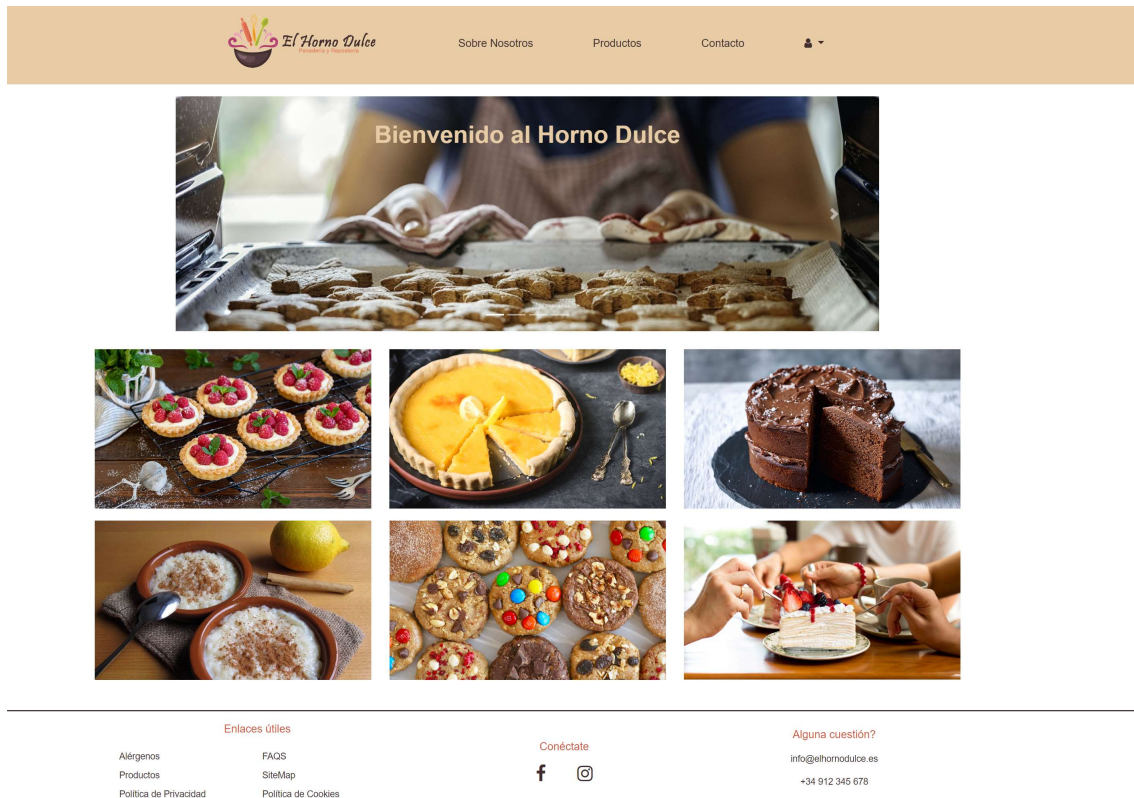 El Horno Dulce
Panadería y Repostería
Sobre Nosotros
Productos
Contacto
Bienvenido al Horno Dulce
Enlaces útiles
Alérgenos
FAQS
Productos
SiteMap
Política de Privacidad
Política de Cookies
Conéctate
Alguna cuestión?
info@elhornodulce.es
+34 912 345 678